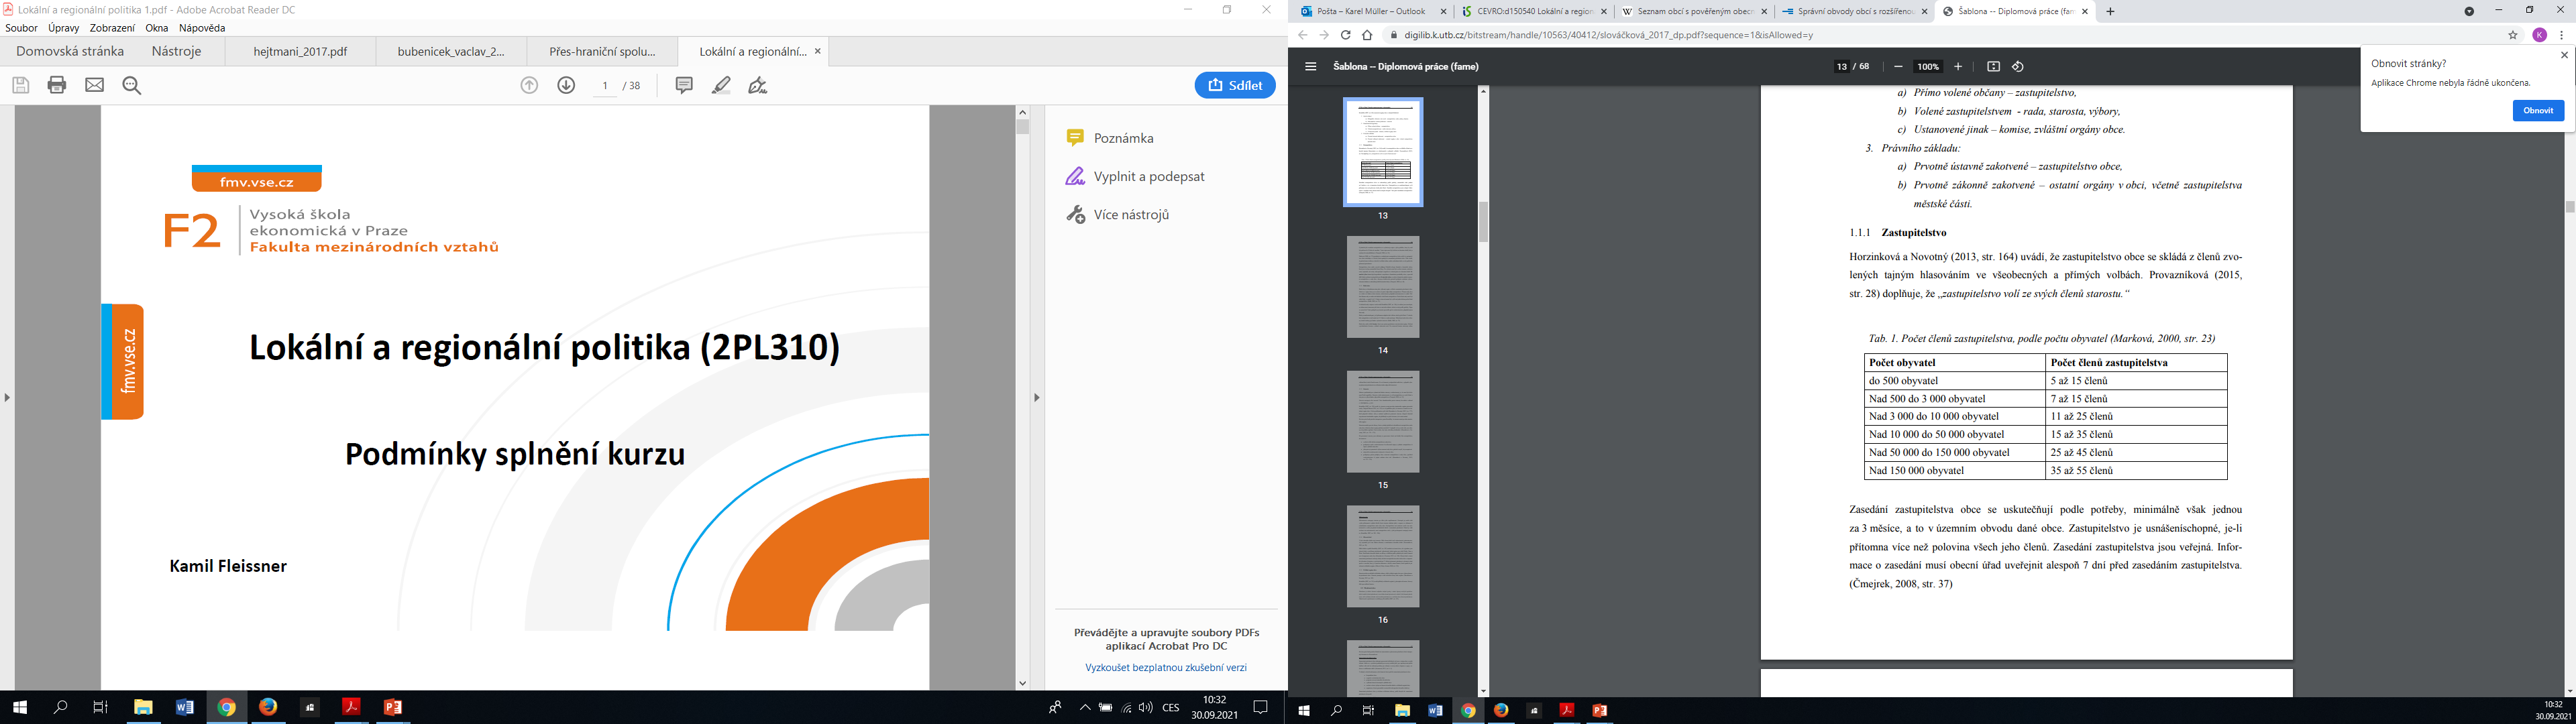 Lokální a regionální politika 1.pdf - Adobe Acrobat Reader DC
Soubor Úpravy Zobrazení Okna Nápověda
Domovská stránka Nástroje hejtmani_2017.pdf bubenicek_vaclav_2... Přes-hraniční spolu... Lokální a regionální...
1 / 38
Sdílet
fmv.vse.cz
F2
Vysoká škola
ekonomická v Praze
Fakulta mezinárodních vztahů
fmv.vse.cz
Lokální a regionální politika (2PL310)
Podmínky splnění kurzu
Kamil Fleissner
Poznámka
Vyplnit a podepsat
Více nástrojů
Převádějte a upravujte soubory PDFs
aplikací Acrobat Pro DC
Vyzkoušet bezplatnou zkušební verzi
CES
10:32
30.09.2021
Pošta – Karel Müller – Outlook
CEVRO:d150540 Lokální a region
Seznam obcí s pověřeným obecn
Správní obvody obcí s rozšířenou
Šablona -- Diplomová práce (fam
digilib.k.utb.cz/bitstream/handle/10563/40412/slováčková_2017_dp.pdf?sequence=1&isAllowed=y
K
Šablona -- Diplomová práce (fame)
13 / 68
100%
Obnovit stránky?
Aplikace Chrome nebyla řádně ukončena.
Obnovit
13
14
15
16
a) Přímo volené občany – zastupitelstvo,
b) Volené zastupitelstvem - rada, starosta, výbory,
c) Ustanovené jinak – komise, zvláštní orgány obce.
3. Právního základu:
a) Prvotně ústavně zakotvené – zastupitelstvo obce,
b) Prvotně zákonně zakotvené – ostatní orgány v obci, včetně zastupitelstva
městské části.
1.1.1 Zastupitelstvo
Horzinková a Novotný (2013, str. 164) uvádí, že zastupitelstvo obce se skládá z členů zvo-
lených tajným hlasováním ve všeobecných a přímých volbách. Provazníková (2015,
str. 28) doplňuje, že „zastupitelstvo volí ze svých členů starostu.“
Tab. 1. Počet členů zastupitelstva, podle počtu obyvatel (Marková, 2000, str. 23)
Počet obyvatel Počet členů zastupitelstva
do 500 obyvatel 5 až 15 členů
Nad 500 do 3 000 obyvatel 7 až 15 členů
Nad 3 000 do 10 000 obyvatel 11 až 25 členů
Nad 10 000 do 50 000 obyvatel 15 až 35 členů
Nad 50 000 do 150 000 obyvatel 25 až 45 členů
Nad 150 000 obyvatel 35 až 55 členů
Zasedání zastupitelstva obce se uskutečňují podle potřeby, minimálně však jednou
za 3 měsíce, a to v územním obvodu dané obce. Zastupitelstvo je usnášeníschopné, je-li
přítomna více než polovina všech jeho členů. Zasedání zastupitelstva jsou veřejná. Infor-
mace o zasedání musí obecní úřad uveřejnit alespoň 7 dní před zasedáním zastupitelstva.
(Čmejrek, 2008, str. 37)
10:32
30.09.2021